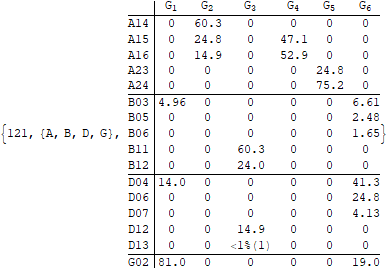 G1 G2 G3 G4 G5 G6
A14 0 60.3 0 0 0 0
A15 0 24.8 0 47.1 0 0
A16 0 14.9 0 52.9 0 0
A23 0 0 0 0 24.8 0
A24 0 0 0 0 75.2 0
B03 4.96 0 0 0 0 6.61
B05 0 0 0 0 0 2.48
{121, {A, B, D, G}, B06 0 0 0 0 0 1.65}
B11 0 0 60.3 0 0 0
B12 0 0 24.0 0 0 0
D04 14.0 0 0 0 0 41.3
D06 0 0 0 0 0 24.8
D07 0 0 0 0 0 4.13
D12 0 0 14.9 0 0 0
D13 0 0 <1%(1) 0 0 0
G02 81.0 0 0 0 0 19.0